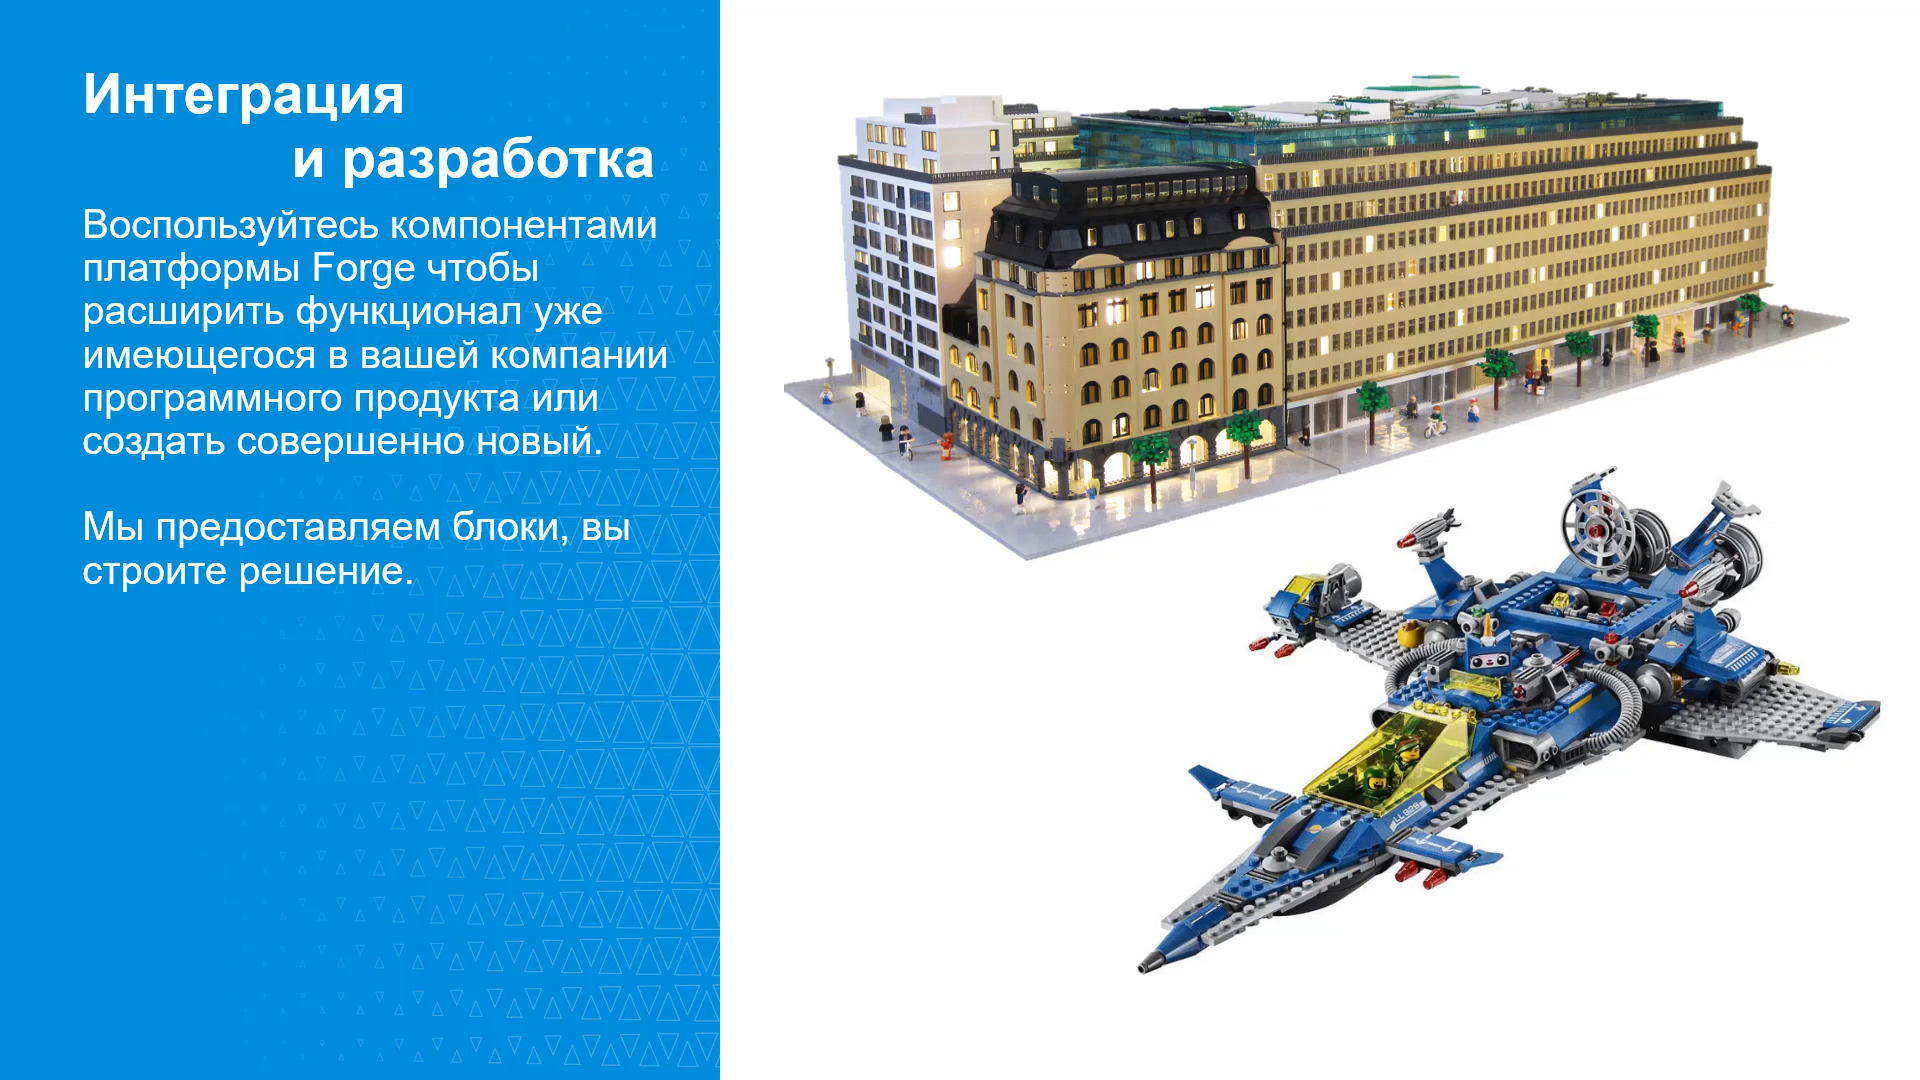 Интеграция
и разработка
Воспользуйтесь компонентами
платформы Forge чтобы
расширить функционал уже
имеющегося в вашей компании
программного продукта или
создать совершенно новый.
Мы предоставляем блоки, вы
строите решение.
LL929